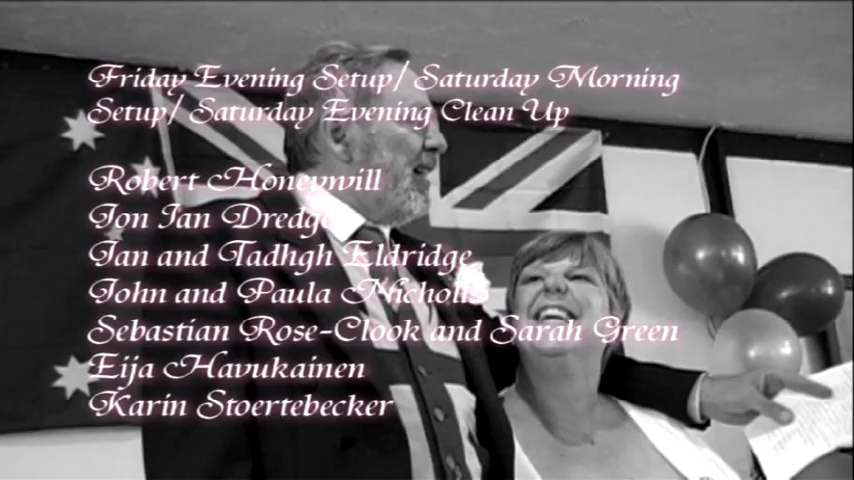 Friday Evening Setup/ Saturday Morning
Setup/ Saturday Evening Clean Up
Robert Honeywill
Jon Ian Dredge
Ian and Tadhgh Eldridge
John and Paula Nicholls
Sebastian Rose-Clook and Sarah Green
Eija Havukainen
Karin Stoertebecker